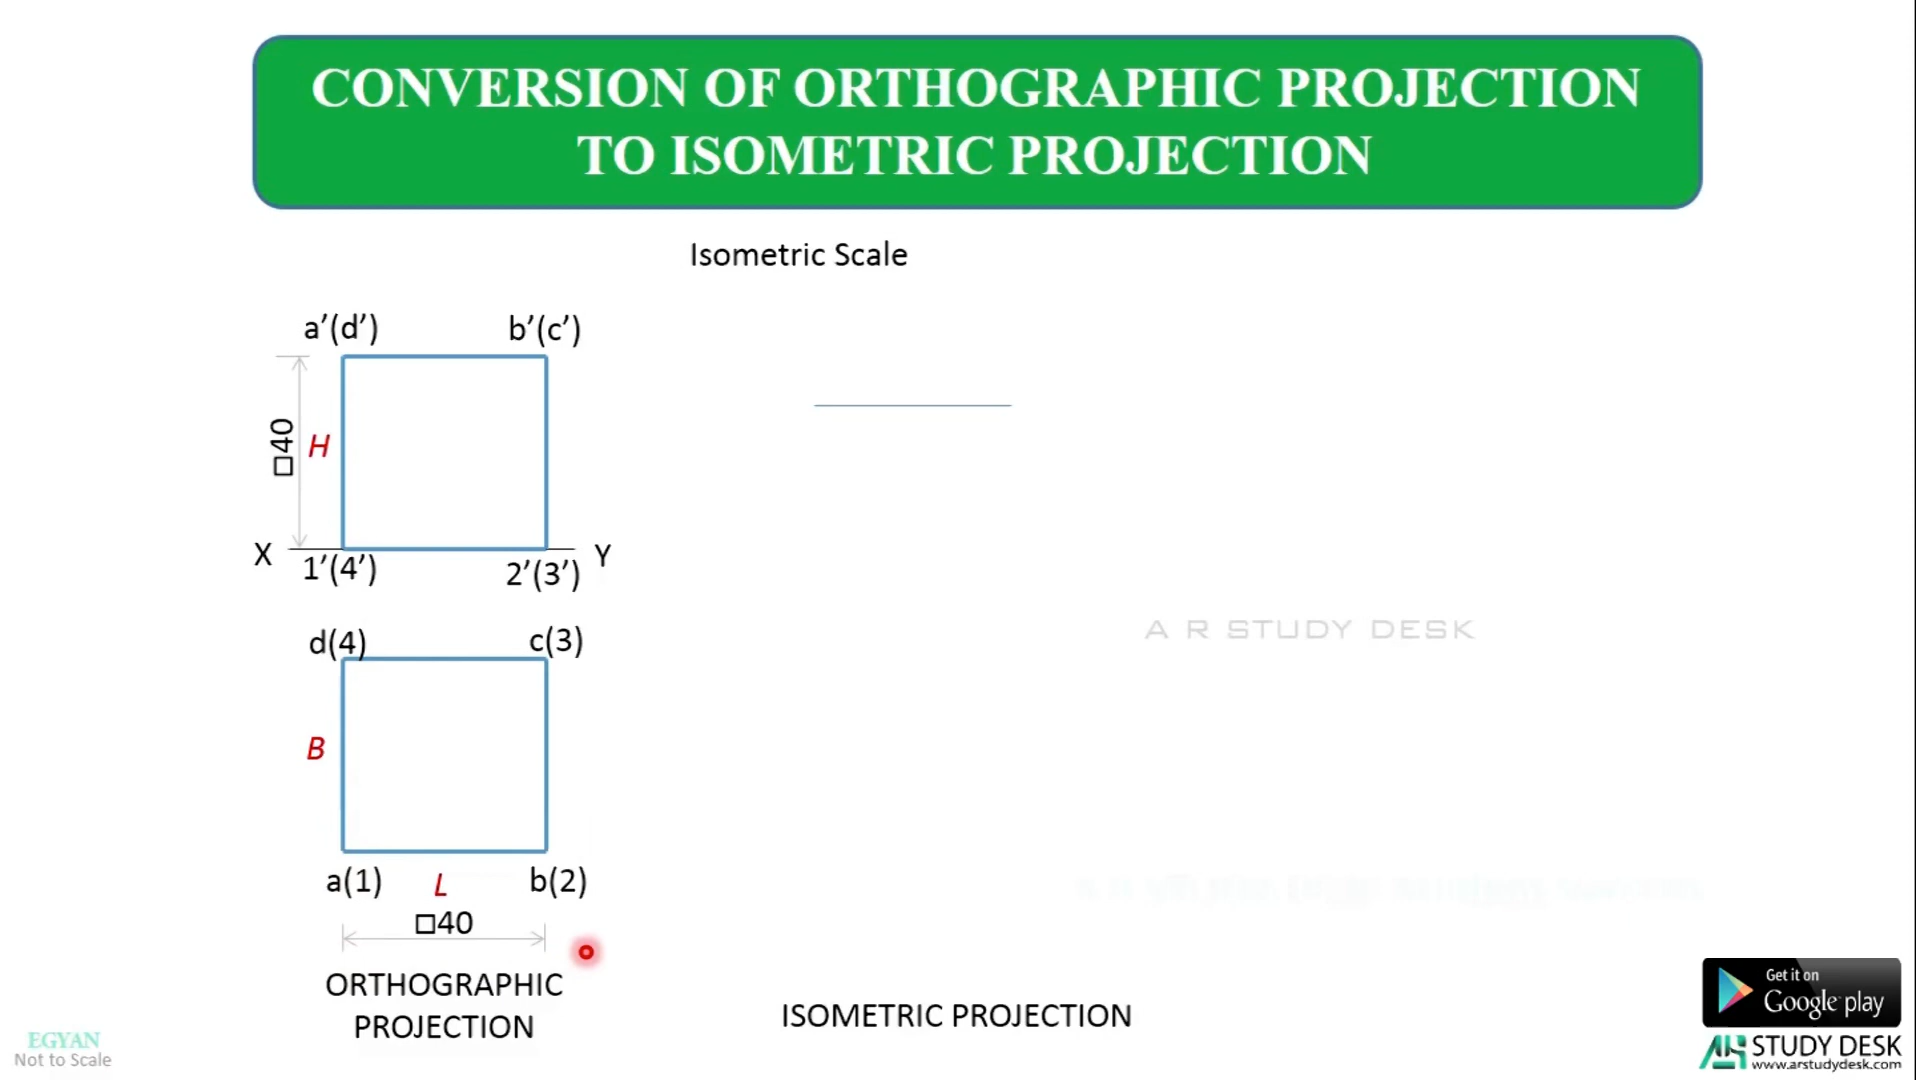 CONVERSION OF ORTHOGRAPHIC PROJECTION
TO ISOMETRIC PROJECTION
Isometric Scale
a’(d’)
b’(c’)
□40
H
X
1’(4’)
2’(3’)
Y
A R STUDY DESK
d(4)
c(3)
B
a(1)
L
b(2)
□40
ORTHOGRAPHIC
PROJECTION
ISOMETRIC PROJECTION
EGYAN
Not to Scale
Get it on
Google play
STUDY DESK
www.arstudydesk.com